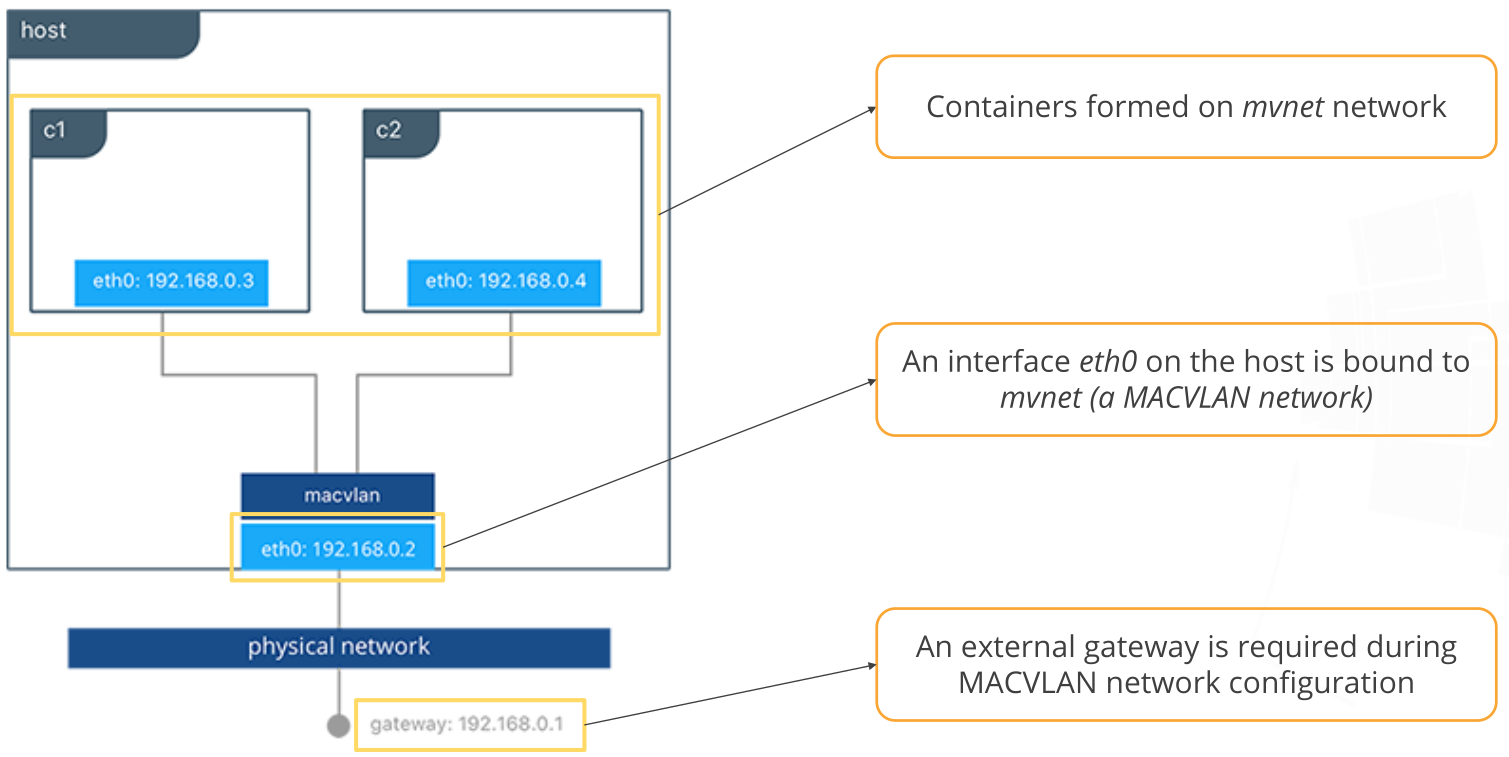 host
c1
c2
eth0: 192.168.0.3
eth0: 192.168.0.4
macvlan
eth0: 192.168.0.2
physical network
gateway: 192.168.0.1
Containers formed on mvnet network
An interface eth0 on the host is bound to
mvnet (a MACVLAN network)
An external gateway is required during
MACVLAN network configuration